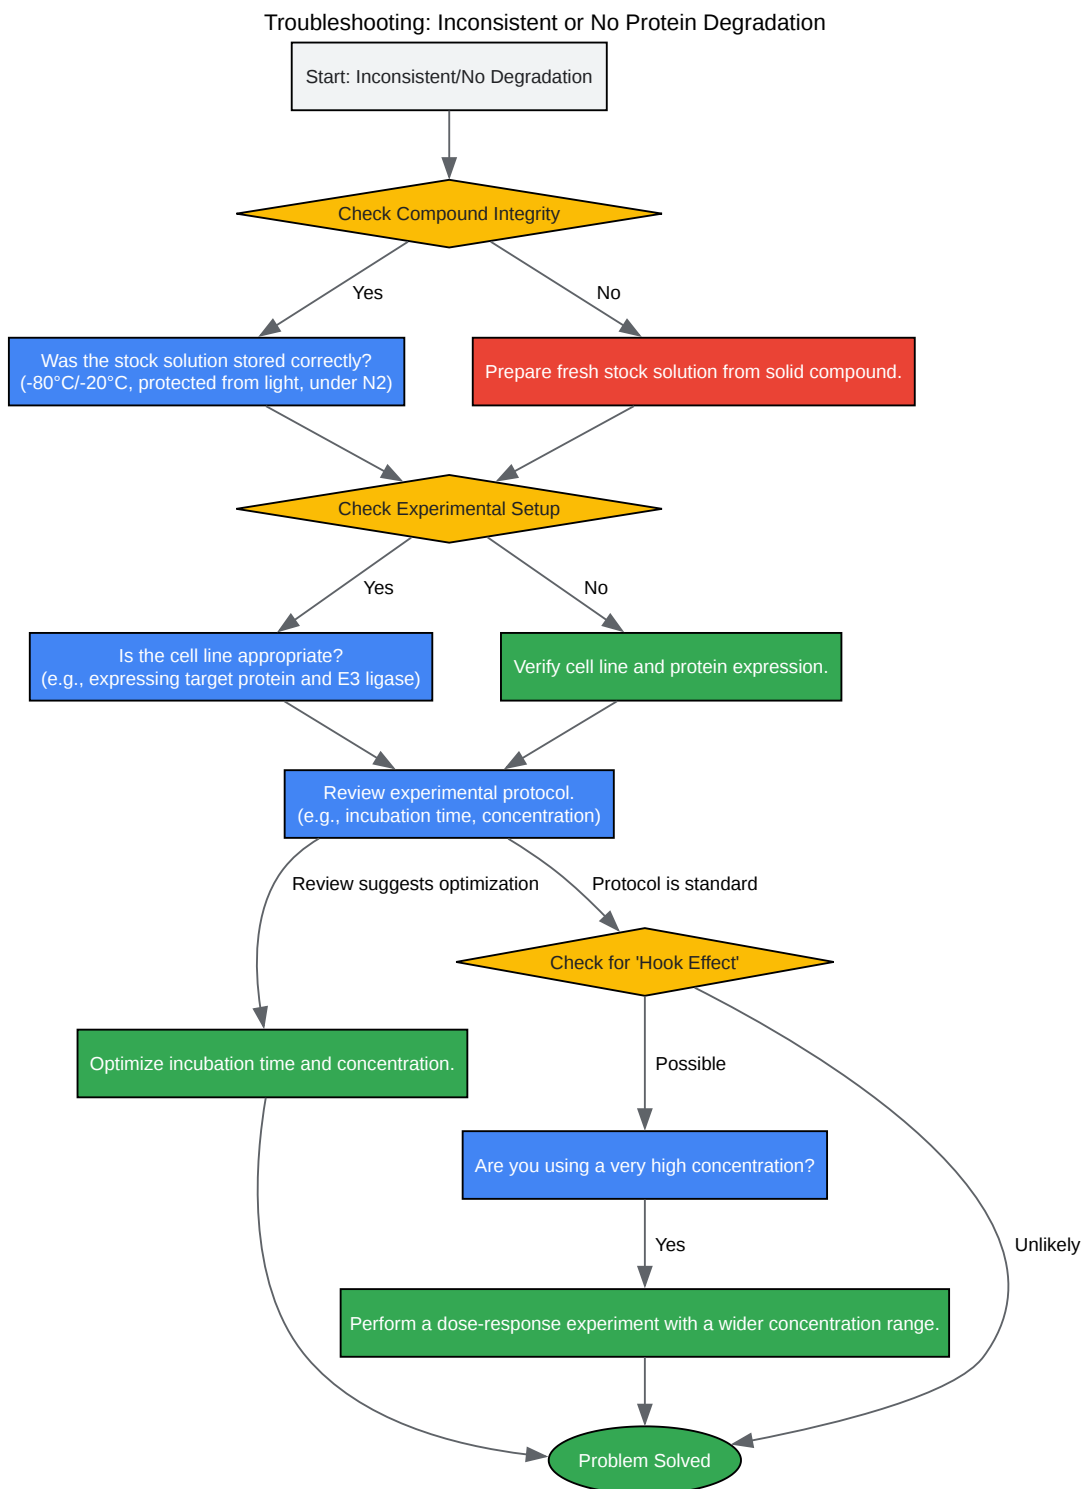 Troubleshooting: Inconsistent or No Protein Degradation
Start: Inconsistent/No Degradation
Check Compound Integrity
Yes
No
Was the stock solution stored correctly?
(-80°C/-20°C, protected from light, under N2)
Prepare fresh stock solution from solid compound.
Check Experimental Setup
Yes
No
Is the cell line appropriate?
(e.g., expressing target protein and E3 ligase)
Verify cell line and protein expression.
Review experimental protocol.
(e.g., incubation time, concentration)
Review suggests optimization
Protocol is standard
Check for 'Hook Effect'
Optimize incubation time and concentration.
Possible
Are you using a very high concentration?
Yes
Unlikely
Perform a dose-response experiment with a wider concentration range.
Problem Solved